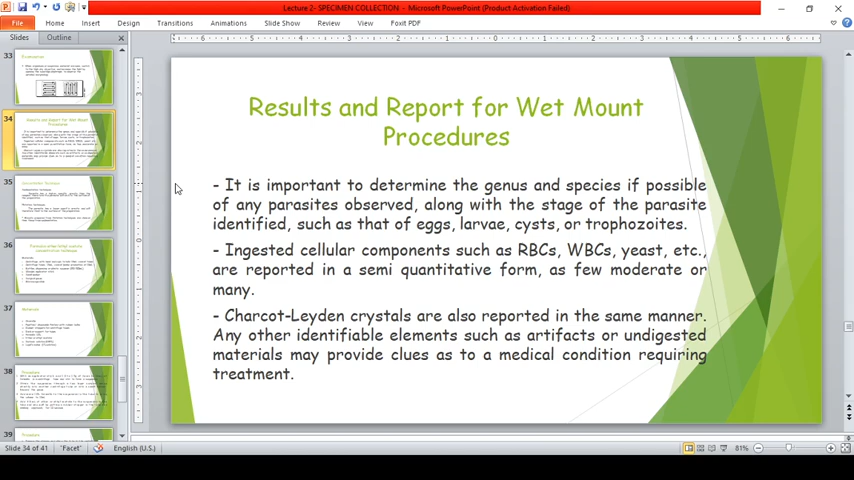 Lecture 2- SPECIMEN COLLECTION - Microsoft PowerPoint (Product Activation Failed)
File Home Insert Design Transitions Animations Slide Show Review View Foxit PDF
Slides Outline
33
34
35
36
37
38
39
Results and Report for Wet Mount
Procedures
- It is important to determine the genus and species if possible
of any parasites observed, along with the stage of the parasite
identified, such as that of eggs, larvae, cysts, or trophozoites.
- Ingested cellular components such as RBCs, WBCs, yeast, etc.,
are reported in a semi quantitative form, as few moderate or
many.
- Charcot-Leyden crystals are also reported in the same manner.
Any other identifiable elements such as artifacts or undigested
materials may provide clues as to a medical condition requiring
treatment.
Slide 34 of 41 "Facet" English (U.S.) 81%